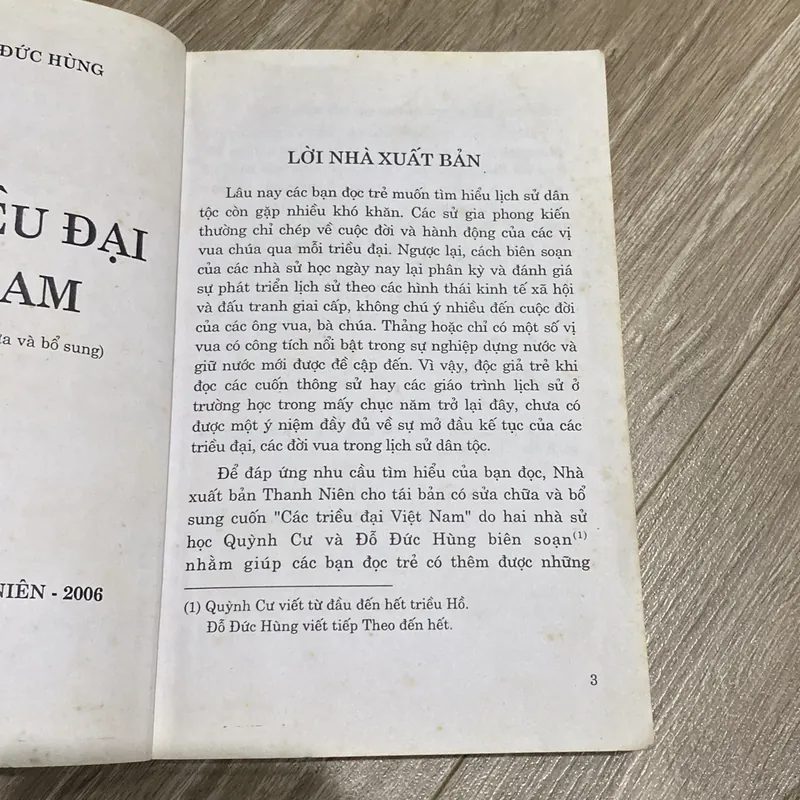 ĐỨC HÙNG
ỀU ĐẠI
AM
a và bổ sung)
NIÊN - 2006
LỜI NHÀ XUẤT BẢN
Lâu nay các bạn đọc trẻ muốn tìm hiểu lịch sử dân
tộc còn gặp nhiều khó khăn. Các sử gia phong kiến
thường chỉ chép về cuộc đời và hành động của các vị
vua chúa qua mỗi triều đại. Ngược lại, cách biên soạn
của các nhà sử học ngày nay lại phân kỳ và đánh giá
sự phát triển lịch sử theo các hình thái kinh tế xã hội
và đấu tranh giai cấp, không chú ý nhiều đến cuộc đời
của các ông vua, bà chúa. Thảng hoặc chỉ có một số vị
vua có công tích nổi bật trong sự nghiệp dựng nước và
giữ nước mới được đề cập đến. Vì vậy, độc giả trẻ khi
đọc các cuốn thông sử hay các giáo trình lịch sử ở
trường học trong mấy chục năm trở lại đây, chưa có
được một ý niệm đầy đủ về sự mở đầu kế tục của các
triều đại, các đời vua trong lịch sử dân tộc.
Để đáp ứng nhu cầu tìm hiểu của bạn đọc, Nhà
xuất bản Thanh Niên cho tái bản có sửa chữa và bổ
sung cuốn "Các triều đại Việt Nam" do hai nhà sử
học Quỳnh Cư và Đỗ Đức Hùng biên soạn(1)
nhằm giúp các bạn đọc trẻ có thêm được những
(1) Quỳnh Cư viết từ đầu đến hết triều Hồ.
Đỗ Đức Hùng viết tiếp Theo đến hết.
3